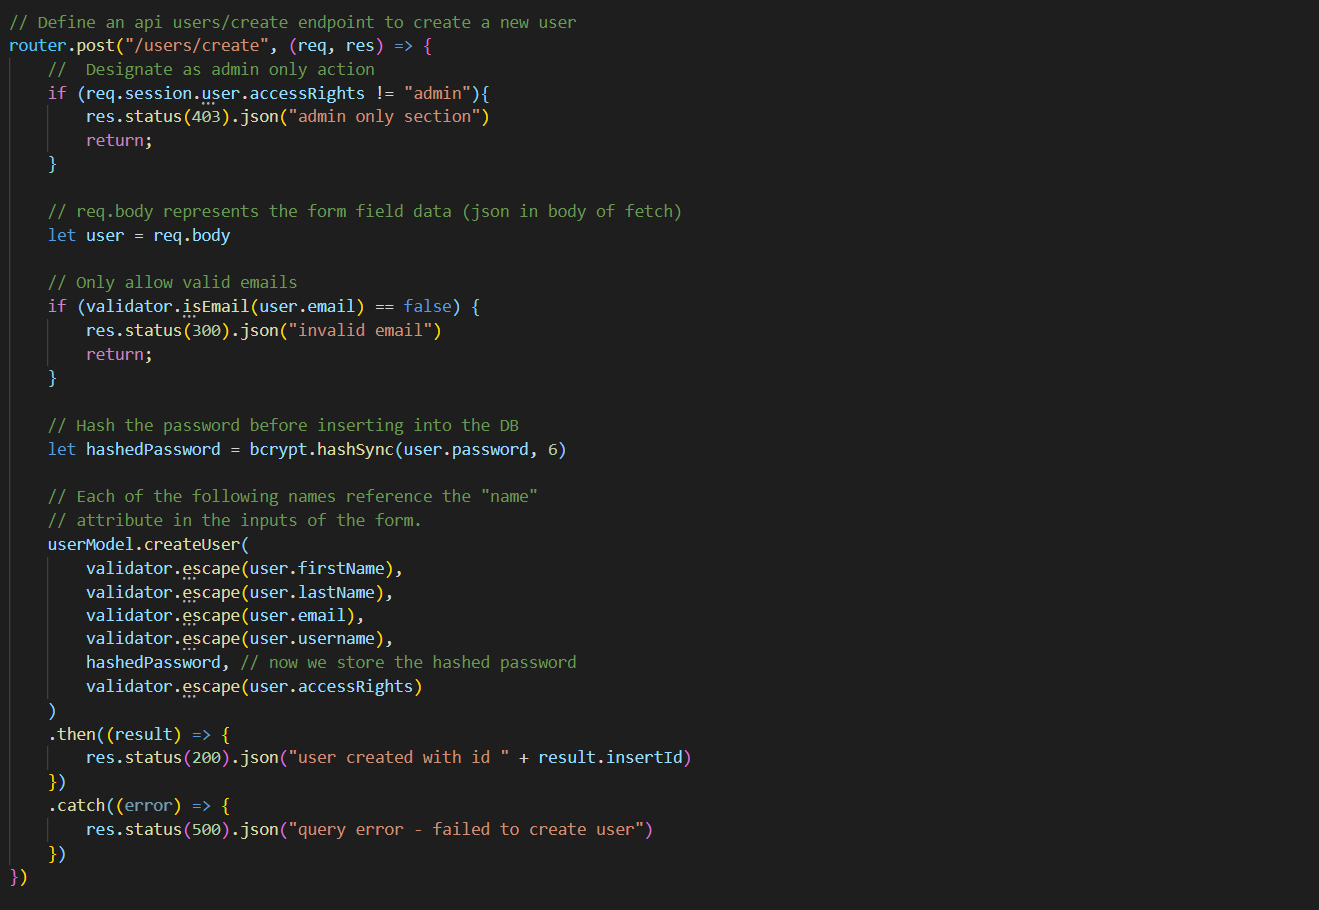 // Define an api users/create endpoint to create a new user
router.post("/users/create", (req, res) => {
    //  Designate as admin only action
    if (req.session.user.accessRights != "admin"){
        res.status(403).json("admin only section")
        return;
    }

    // req.body represents the form field data (json in body of fetch)
    let user = req.body

    // Only allow valid emails
    if (validator.isEmail(user.email) == false) {
        res.status(300).json("invalid email")
        return;
    }

    // Hash the password before inserting into the DB
    let hashedPassword = bcrypt.hashSync(user.password, 6)

    // Each of the following names reference the "name"
    // attribute in the inputs of the form.
    userModel.createUser(
        validator.escape(user.firstName),
        validator.escape(user.lastName),
        validator.escape(user.email),
        validator.escape(user.username),
        hashedPassword, // now we store the hashed password
        validator.escape(user.accessRights)
    )
    .then((result) => {
        res.status(200).json("user created with id " + result.insertId)
    })
    .catch((error) => {
        res.status(500).json("query error - failed to create user")
    })
})